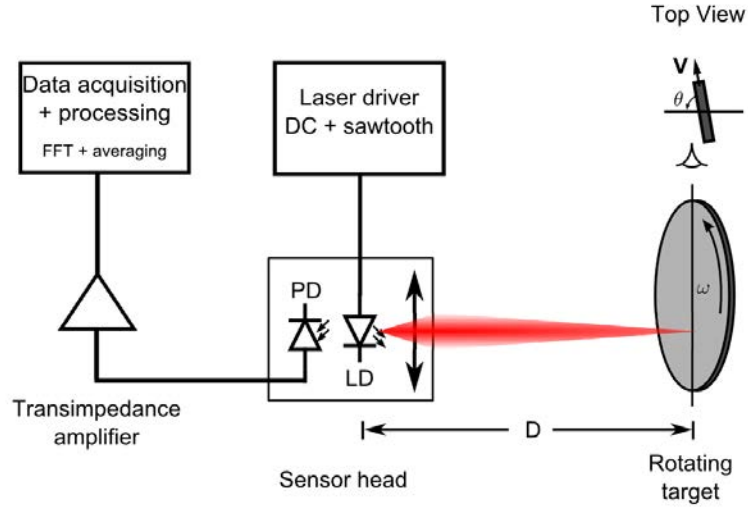 Top View
V
θ
Data acquisition
+ processing
FFT + averaging
Laser driver
DC + sawtooth
PD
LD
ω
Transimpedance
amplifier
D
Sensor head
Rotating
target